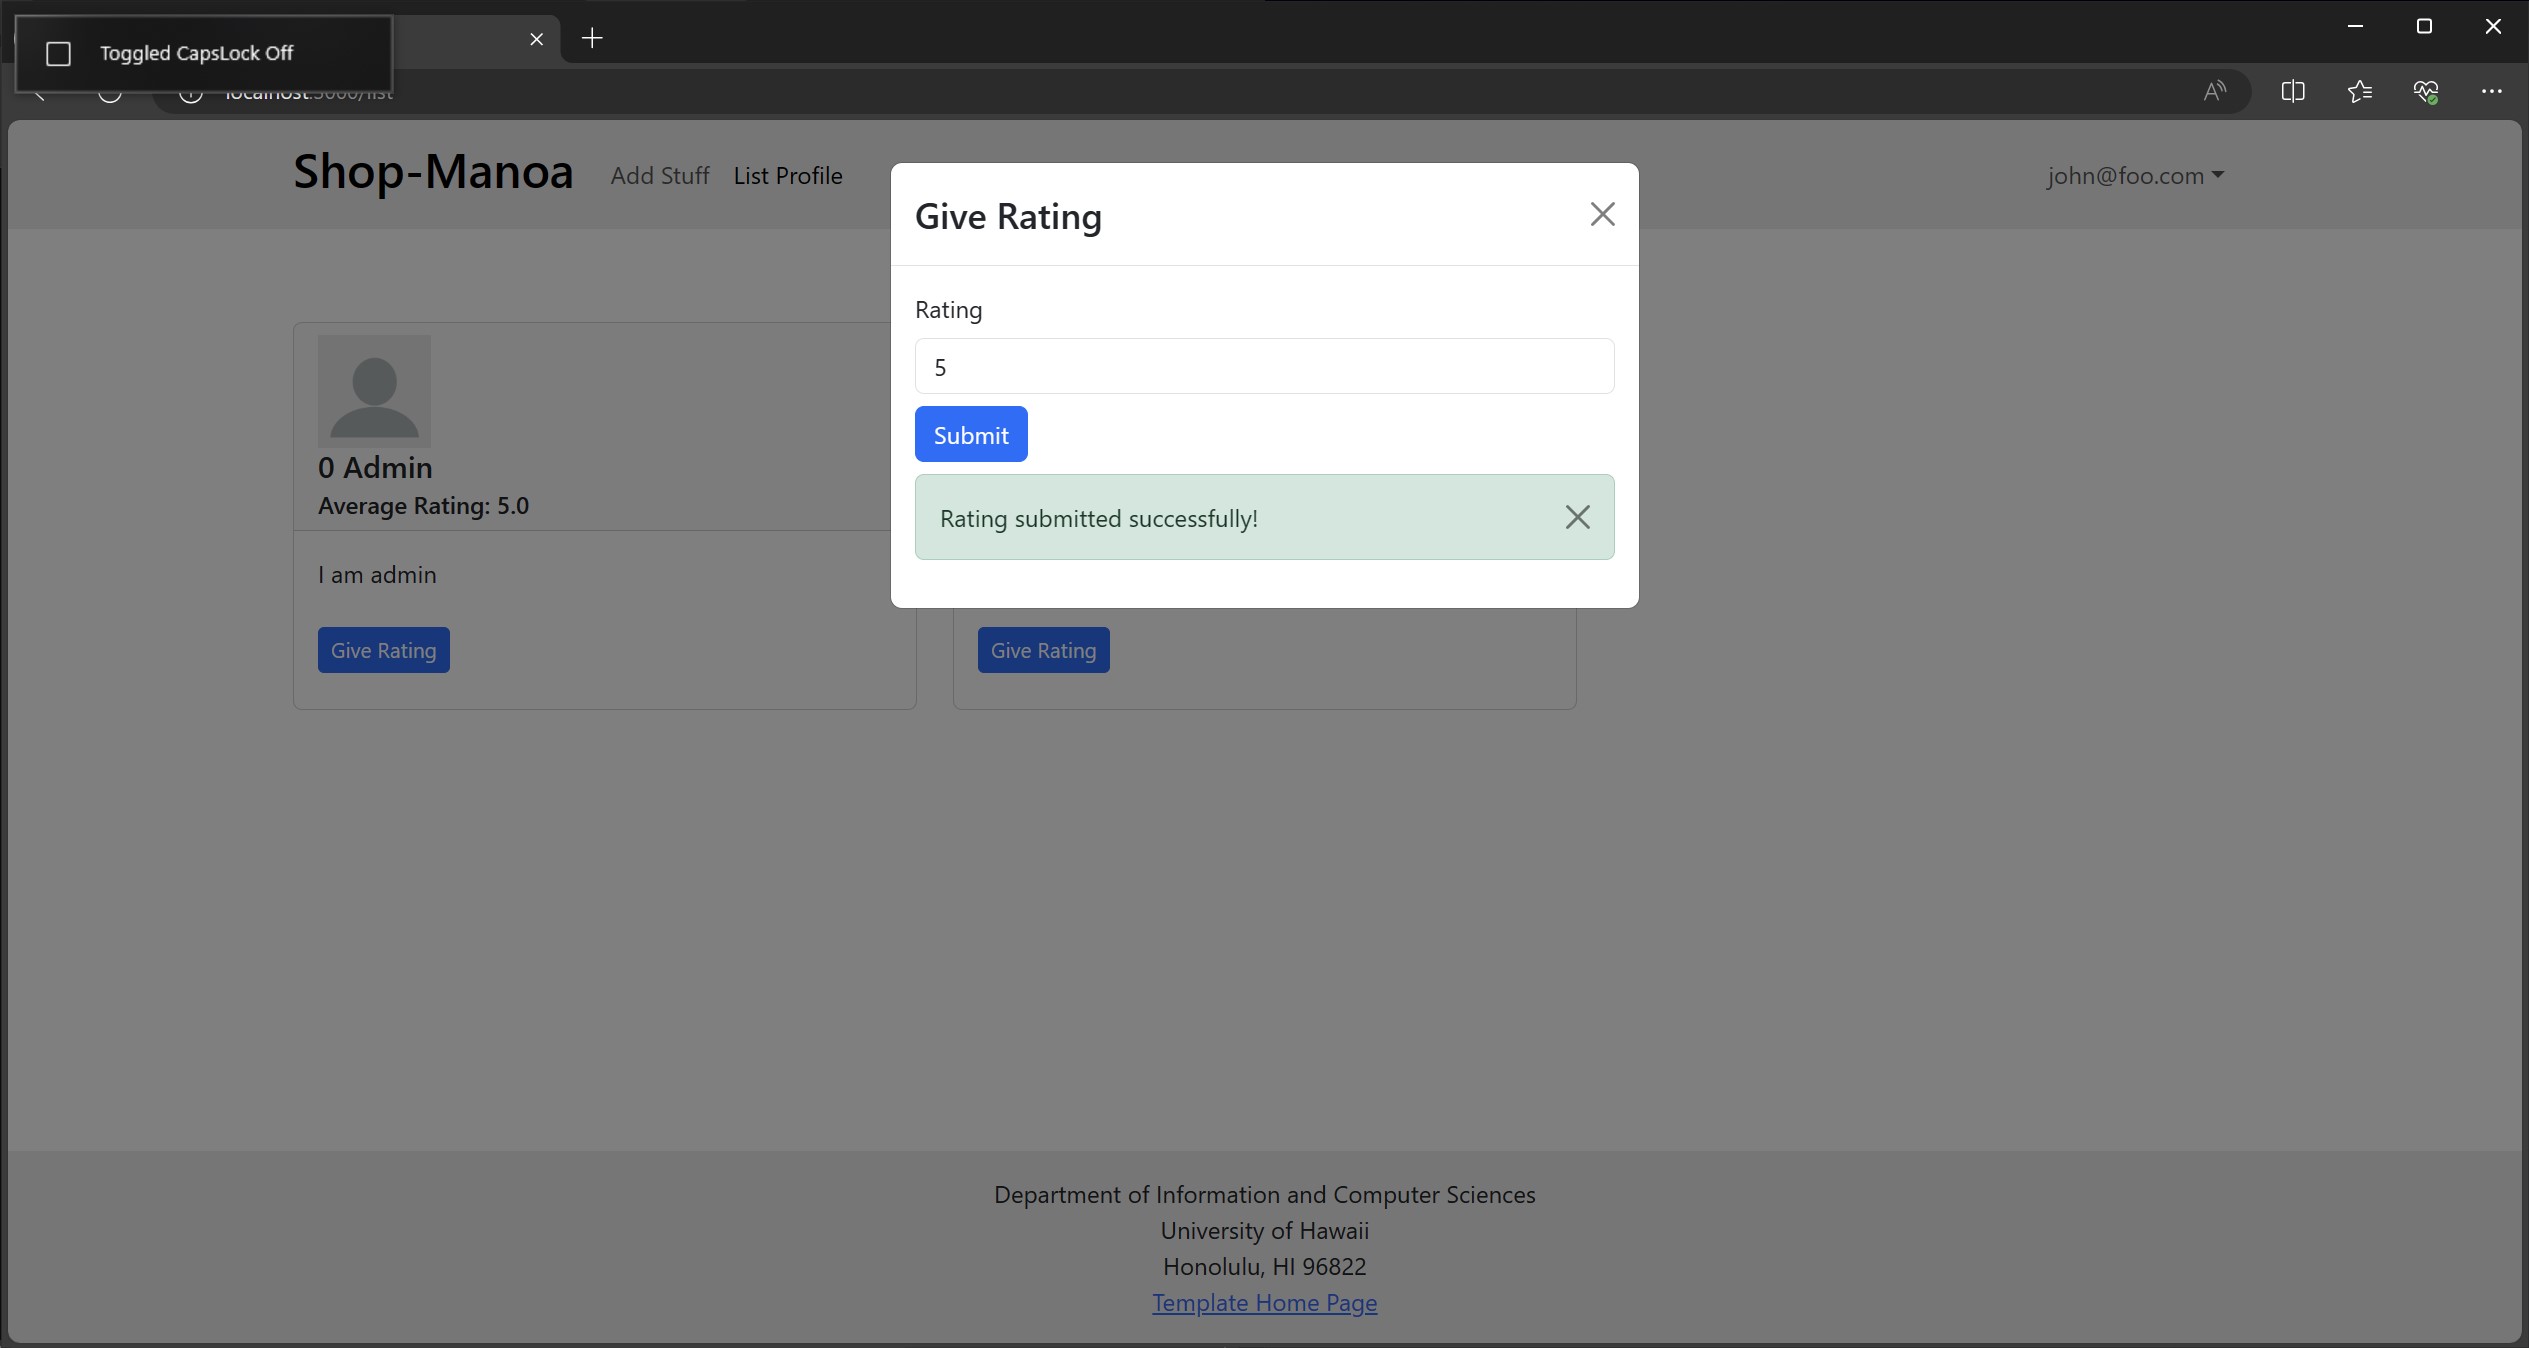 Toggled CapsLock Off
localhost:3000/list
Shop-Manoa
Add Stuff
List Profile
john@foo.com
Give Rating
Rating
5
Submit
Rating submitted successfully!
0 Admin
Average Rating: 5.0
I am admin
Give Rating
Give Rating
Department of Information and Computer Sciences
University of Hawaii
Honolulu, HI 96822
Template Home Page